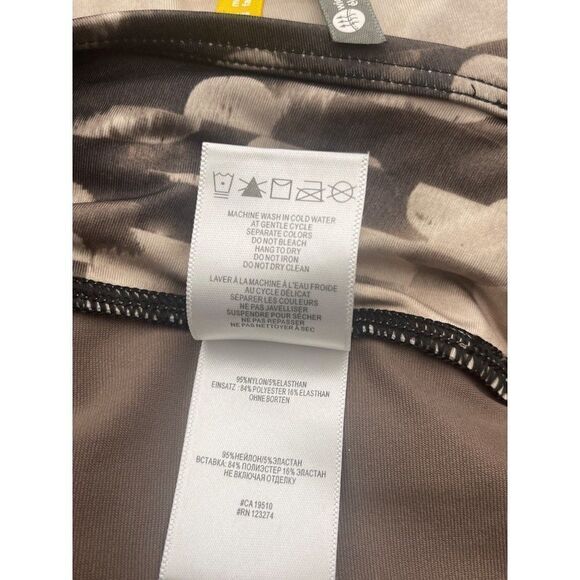 MACHINE WASH IN COLD WATER
AT GENTLE CYCLE
SEPARATE COLORS
DO NOT BLEACH
HANG TO DRY
DO NOT IRON
DO NOT DRY CLEAN
LAVER À LA MACHINE À L'EAU FROIDE
AU CYCLE DÉLICAT
SÉPARER LES COULEURS
NE PAS JAVÉLLISER
SUSPENDRE POUR SÉCHER
NE PAS REPASSER
NE PAS NETTOYER À SEC
95%NYLON/5%ELASTHAN
EINSATZ : 84% POLYESTER 16% ELASTHAN
OHNE BORTEN
95%НЕЙЛОН/5% ЭЛАСТАН
ВСТАВКА: 84% ПОЛИЭСТЕР 16% ЭЛАСТАН
НЕ ВКЛЮЧАЯ ОТДЕЛКУ
#CA 19510
#RN 123274